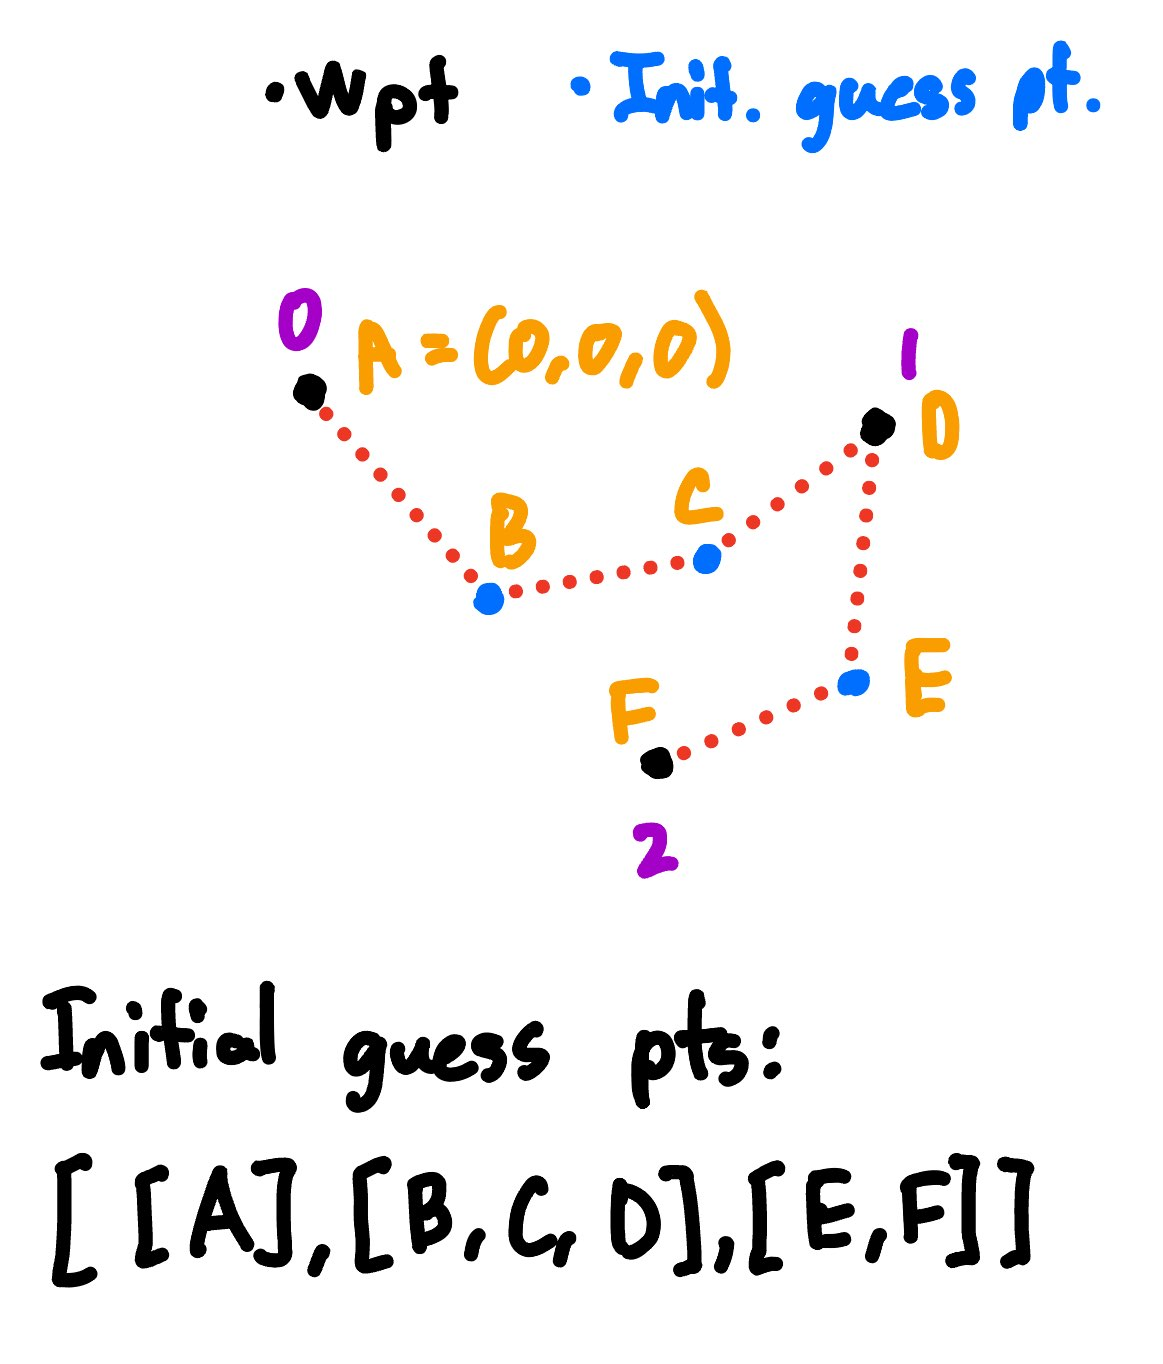 ·Wpt ·Init. guess pt.
0
A = (0,0,0)
1
D
C
B
E
F
2
Initial guess pts:
[[A],[B,C,D],[E,F]]